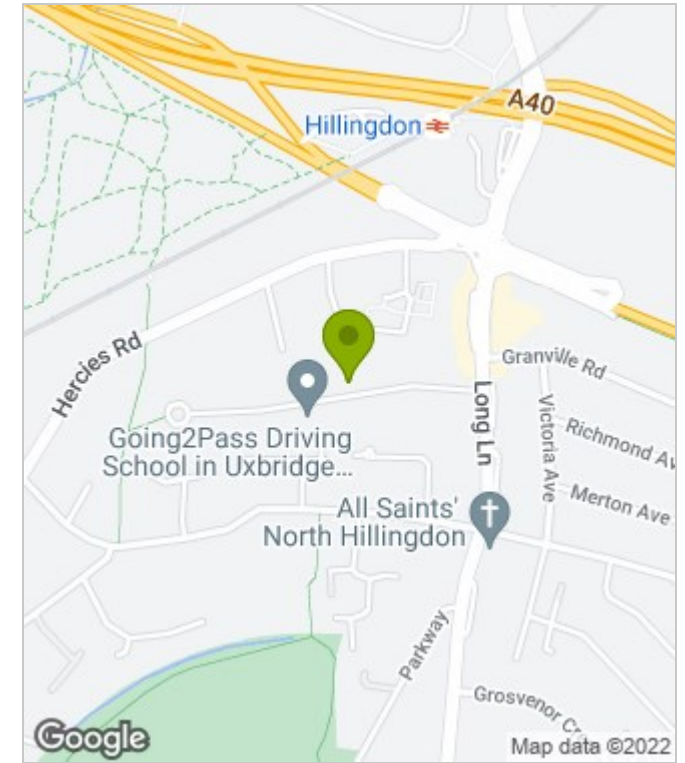 A40
Hillingdon
Hercies Rd
Granville Rd
Long Ln
Victoria Ave
Richmond Av
Going2Pass Driving
School in Uxbridge...
Merton Ave
All Saints'
North Hillingdon
Parkway
Grosvenor Cr
Google
Map data ©2022